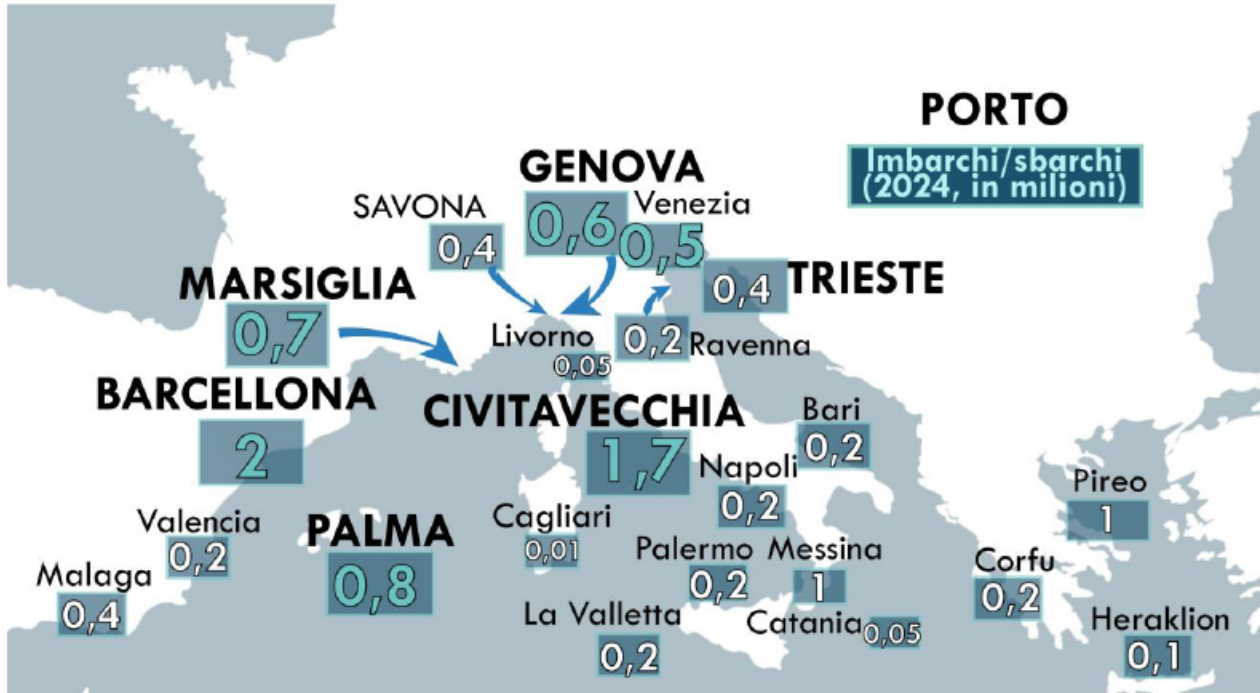 PORTO
Imbarchi/sbarchi
(2024, in milioni)
GENOVA
0,6
Venezia
0,5
SAVONA
0,4
TRIESTE
0,4
MARSIGLIA
0,7
Livorno
0,05
0,2 Ravenna
BARCELLONA
2
CIVITAVECCHIA
1,7
Bari
0,2
Napoli
0,2
Pireo
1
Valencia
0,2
PALMA
0,8
Cagliari
0,01
Palermo
0,2
Messina
1
Corfu
0,2
Malaga
0,4
La Valletta
0,2
Catania 0,05
Heraklion
0,1